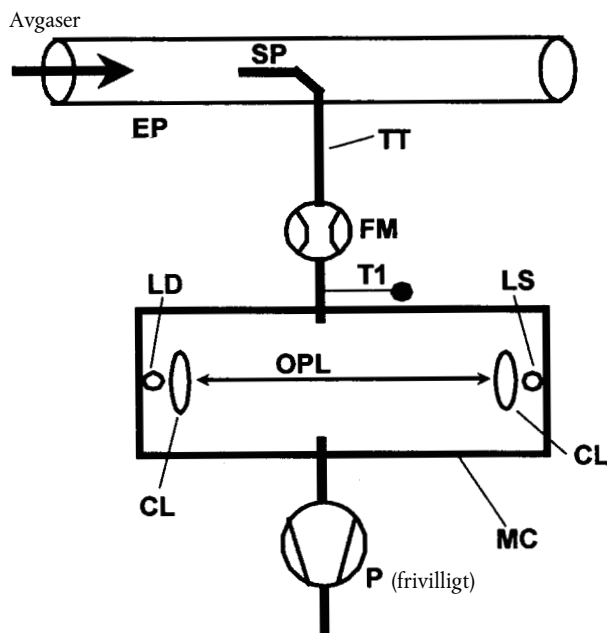 Avgaser
SP
EP
TT
FM
T1
LD
LS
OPL
CL
CL
MC
P (frivilligt)